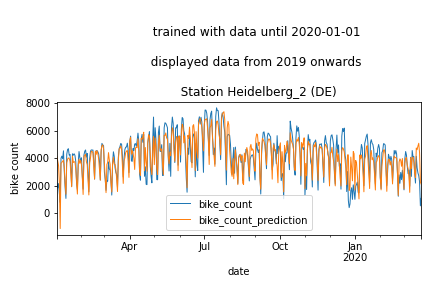 trained with data until 2020-01-01
displayed data from 2019 onwards
Station Heidelberg_2 (DE)
8000
6000
4000
2000
0
bike count
bike_count
bike_count_prediction
Apr
Jul
Oct
Jan
2020
date